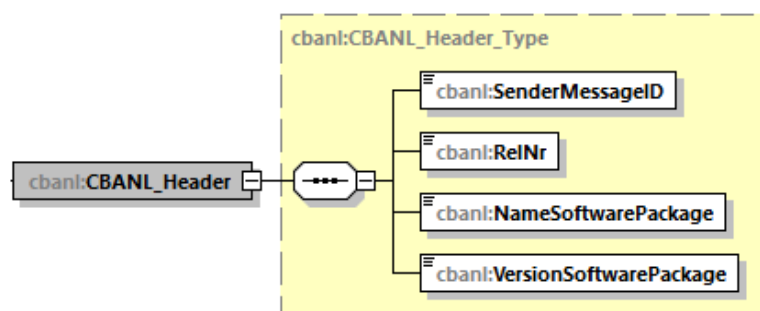 cbanl:CBANL_Header_Type
cbanl:SenderMessageID
cbanl:RelNr
cbanl:CBANL_Header
cbanl:NameSoftwarePackage
cbanl:VersionSoftwarePackage